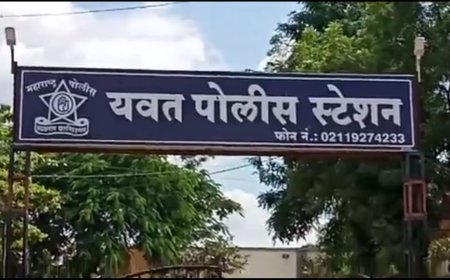 महाराष्ट्र पोलीस
यवत पोलीस स्टेशन
फोन नं.: 02119274233